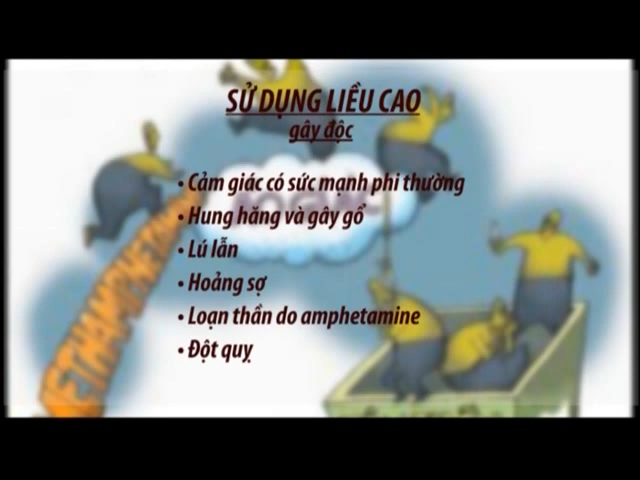 SỬ DỤNG LIỀU CAO
gây độc
• Cảm giác có sức mạnh phi thường
• Hung hăng và gây gổ
• Lú lẫn
• Hoảng sợ
• Loạn thần do amphetamine
• Đột quỵ